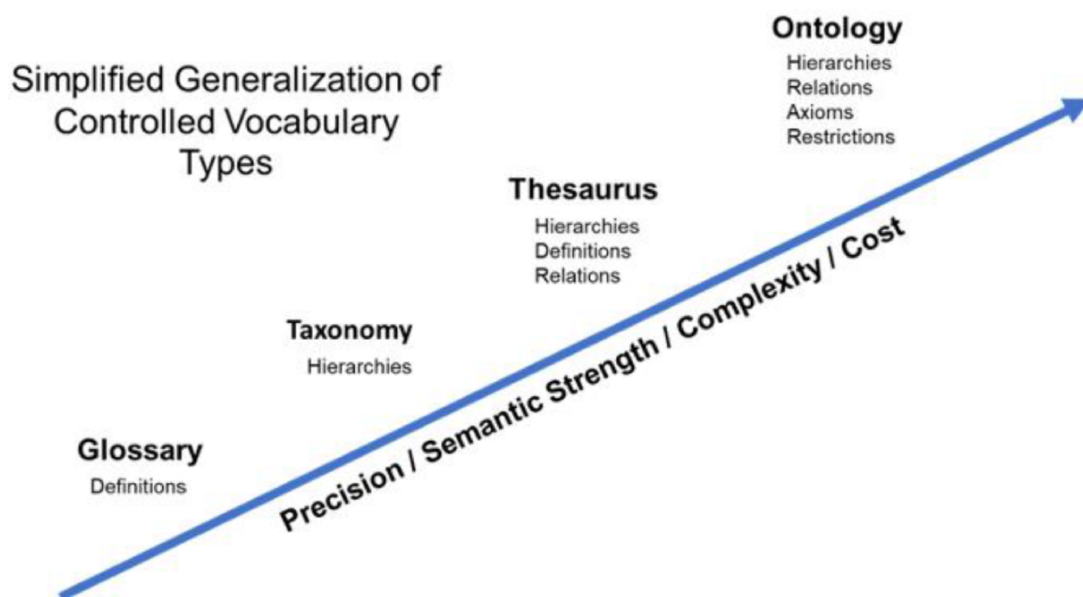 Simplified Generalization of
Controlled Vocabulary
Types
Ontology
Hierarchies
Relations
Axioms
Restrictions
Thesaurus
Hierarchies
Definitions
Relations
Taxonomy
Hierarchies
Glossary
Definitions
Precision / Semantic Strength / Complexity / Cost